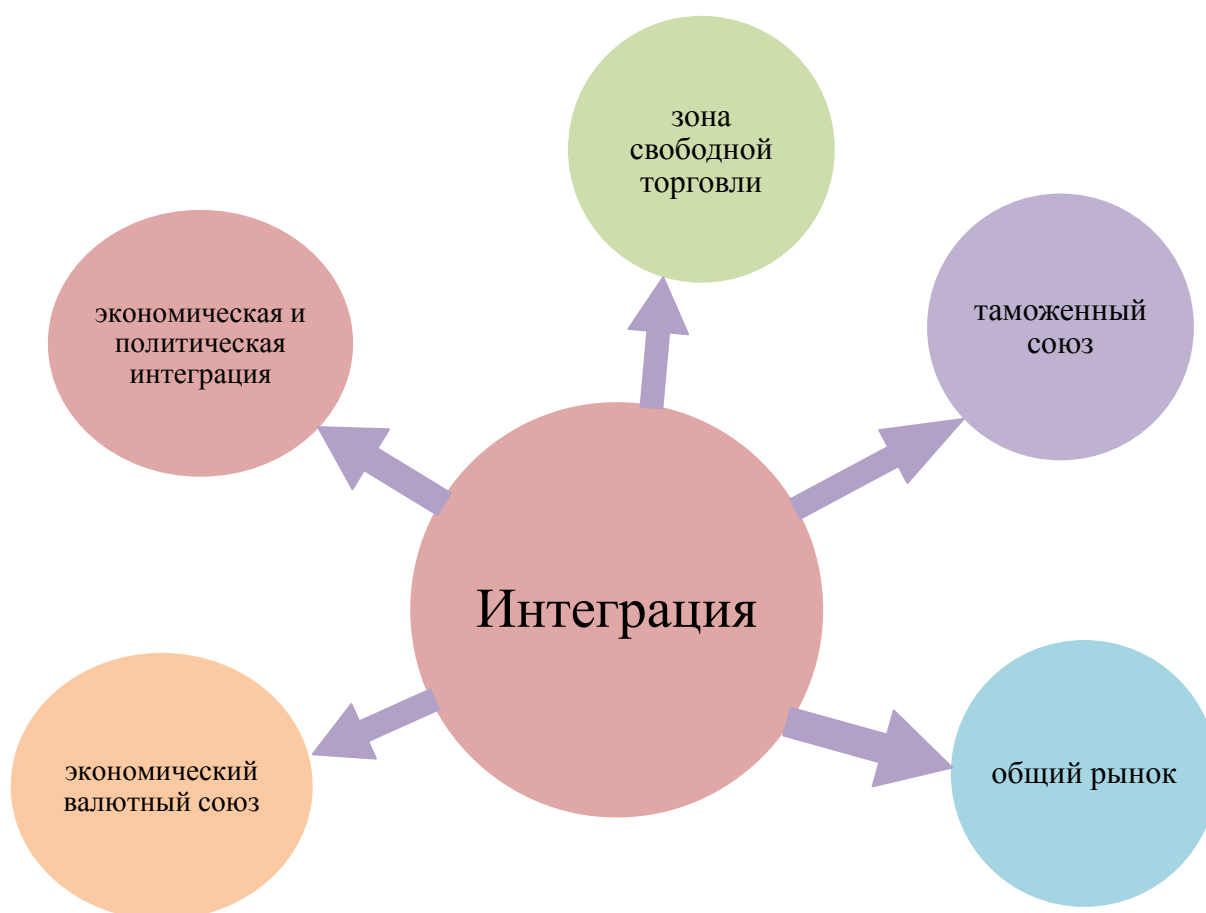 зона
свободной
торговли
экономическая и
политическая
интеграция
таможенный
союз
Интеграция
экономический
валютный союз
общий рынок